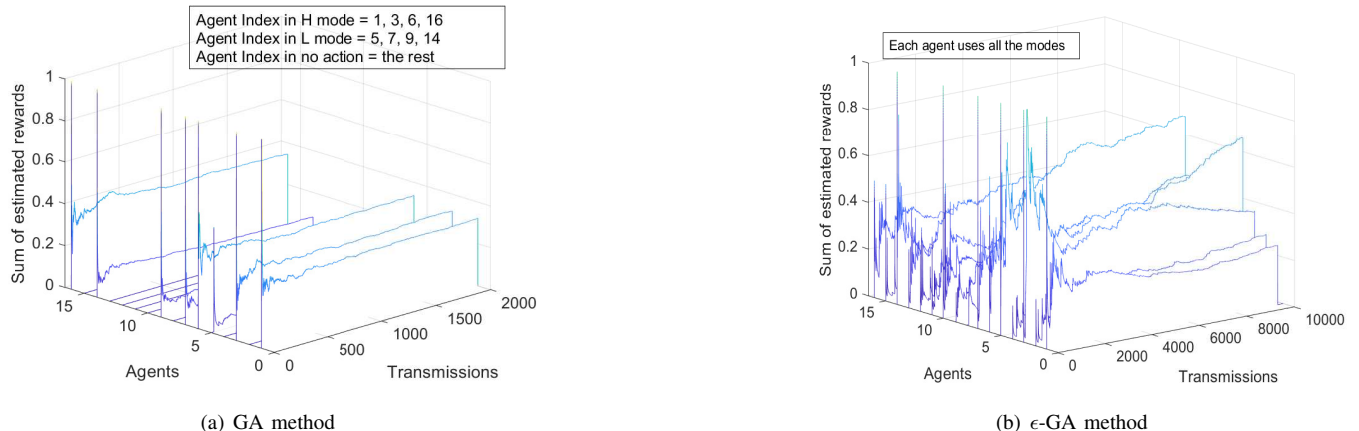 Agent Index in H mode = 1, 3, 6, 16
Agent Index in L mode = 5, 7, 9, 14
Agent Index in no action = the rest
1
0.8
0.6
0.4
0.2
0
Sum of estimated rewards
15
10
5
0
Agents
0
500
1000
1500
2000
Transmissions
(a) GA method
Each agent uses all the modes
1
0.8
0.6
0.4
0.2
0
Sum of estimated rewards
15
10
5
0
Agents
0
2000
4000
6000
8000
10000
Transmissions
(b) ϵ-GA method